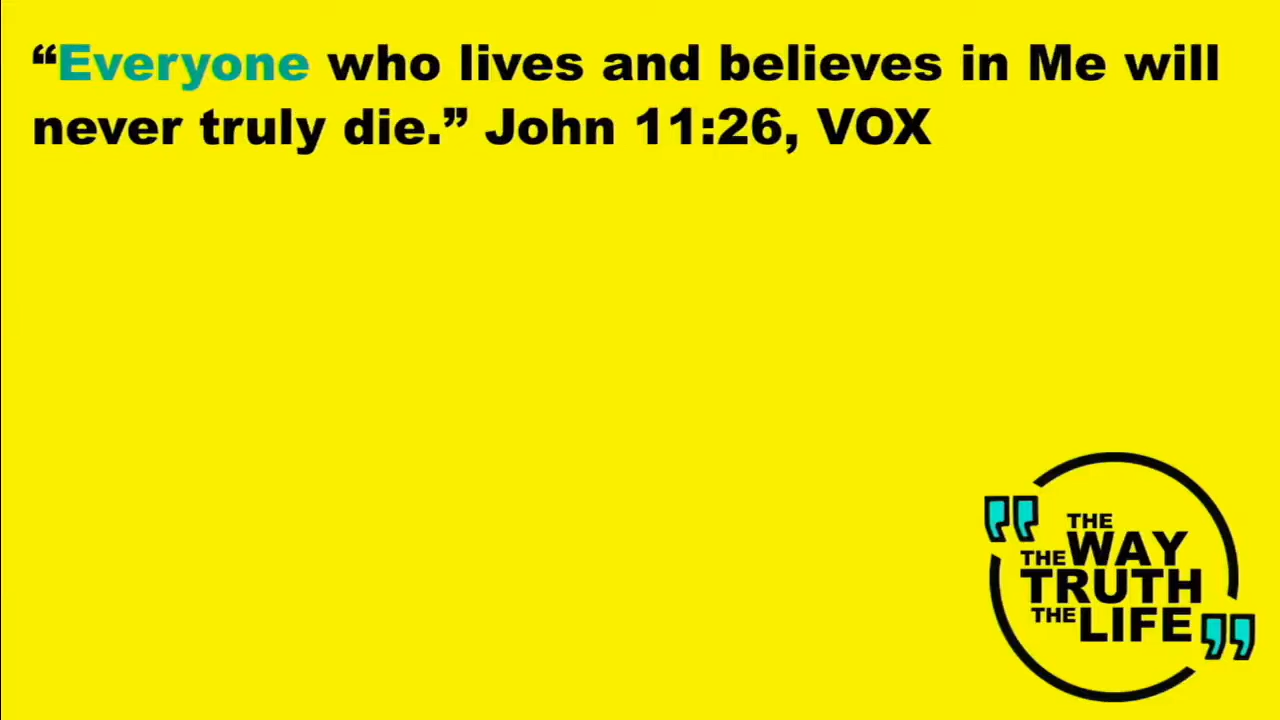 “Everyone who lives and believes in Me will
never truly die.” John 11:26, VOX
THE
WAY
THE
TRUTH
THE
LIFE